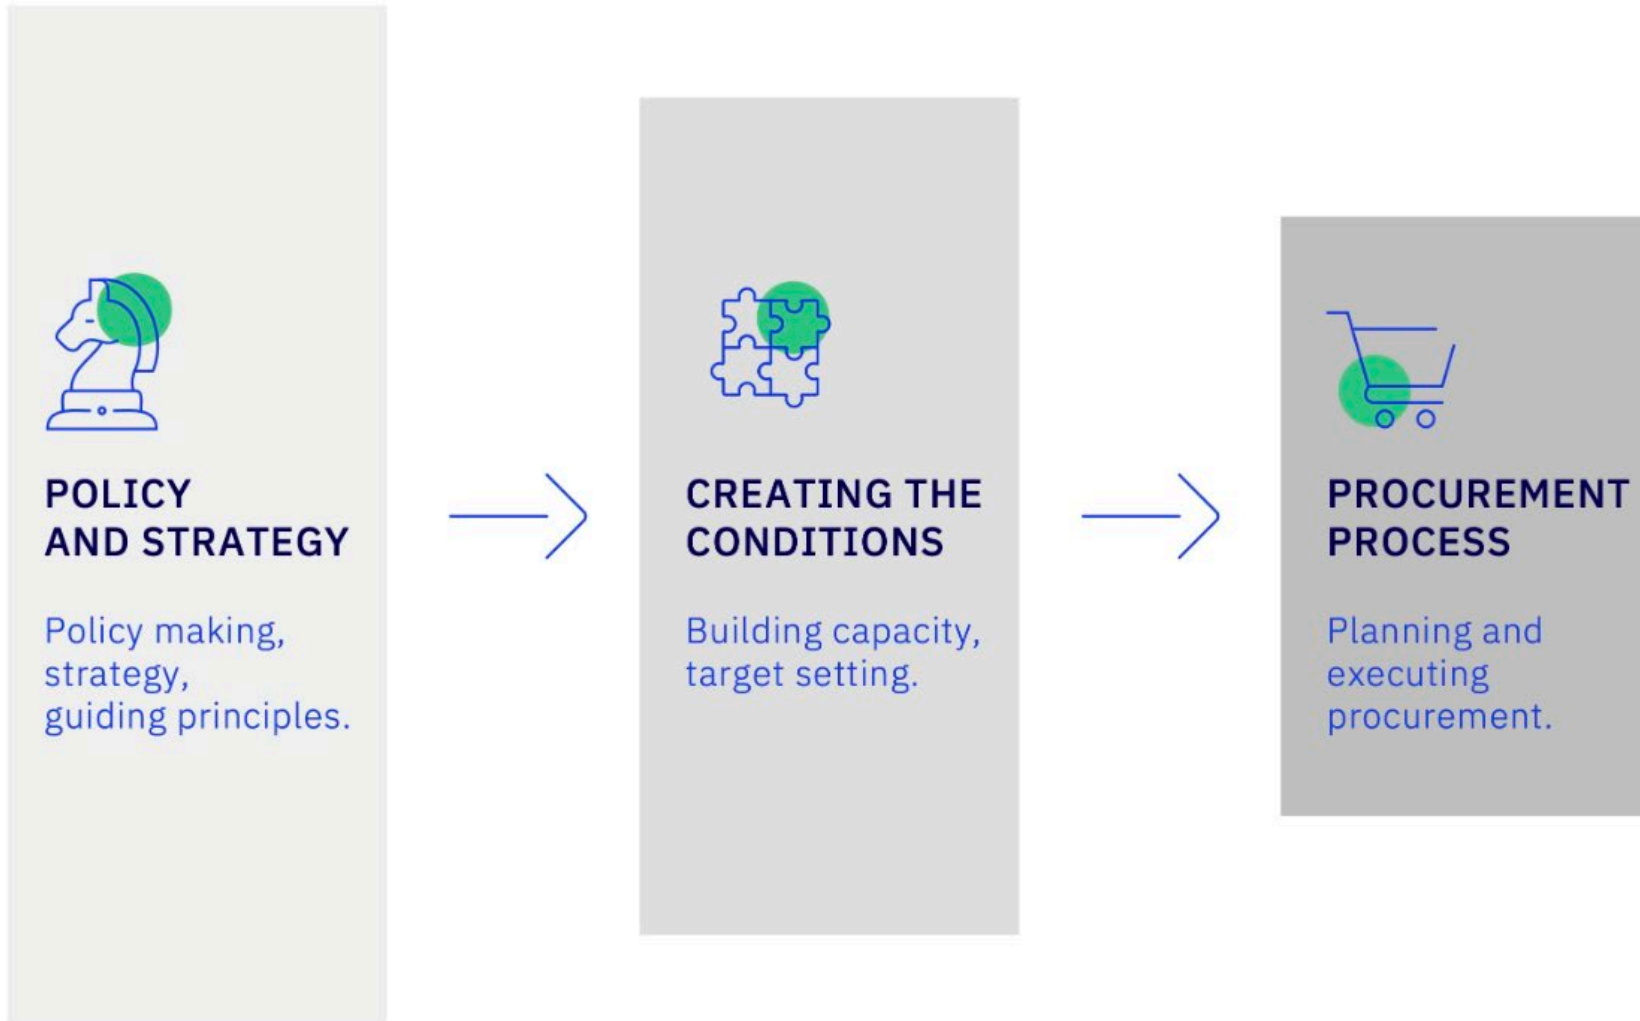 POLICY
AND STRATEGY
Policy making,
strategy,
guiding principles.
CREATING THE
CONDITIONS
Building capacity,
target setting.
PROCUREMENT
PROCESS
Planning and
executing
procurement.